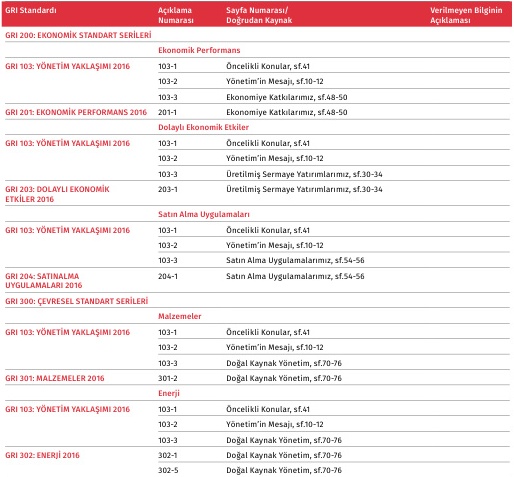 GRI Standardı Açıklama Numarası Sayfa Numarası/ Doğrudan Kaynak Verilmeyen Bilginin Açıklaması
GRI 200: EKONOMİK STANDART SERİLERİ
Ekonomik Performans
GRI 103: YÖNETİM YAKLAŞIMI 2016 103-1 Öncelikli Konular, sf.41
103-2 Yönetim'in Mesajı, sf.10-12
103-3 Ekonomiye Katkılarımız, sf.48-50
GRI 201: EKONOMİK PERFORMANS 2016 201-1 Ekonomiye Katkılarımız, sf.48-50
Dolaylı Ekonomik Etkiler
GRI 103: YÖNETİM YAKLAŞIMI 2016 103-1 Öncelikli Konular, sf.41
103-2 Yönetim'in Mesajı, sf.10-12
103-3 Üretilmiş Sermaye Yatırımlarımız, sf.30-34
GRI 203: DOLAYLI EKONOMİK ETKİLER 2016 203-1 Üretilmiş Sermaye Yatırımlarımız, sf.30-34
Satın Alma Uygulamaları
GRI 103: YÖNETİM YAKLAŞIMI 2016 103-1 Öncelikli Konular, sf.41
103-2 Yönetim'in Mesajı, sf.10-12
103-3 Satın Alma Uygulamalarımız, sf.54-56
GRI 204: SATINALMA UYGULAMALARI 2016 204-1 Satın Alma Uygulamalarımız, sf.54-56
GRI 300: ÇEVRESEL STANDART SERİLERİ
Malzemeler
GRI 103: YÖNETİM YAKLAŞIMI 2016 103-1 Öncelikli Konular, sf.41
103-2 Yönetim'in Mesajı, sf.10-12
103-3 Doğal Kaynak Yönetim, sf.70-76
GRI 301: MALZEMELER 2016 301-2 Doğal Kaynak Yönetim, sf.70-76
Enerji
GRI 103: YÖNETİM YAKLAŞIMI 2016 103-1 Öncelikli Konular, sf.41
103-2 Yönetim'in Mesajı, sf.10-12
103-3 Doğal Kaynak Yönetim, sf.70-76
GRI 302: ENERJİ 2016 302-1 Doğal Kaynak Yönetim, sf.70-76
302-5 Doğal Kaynak Yönetim, sf.70-76